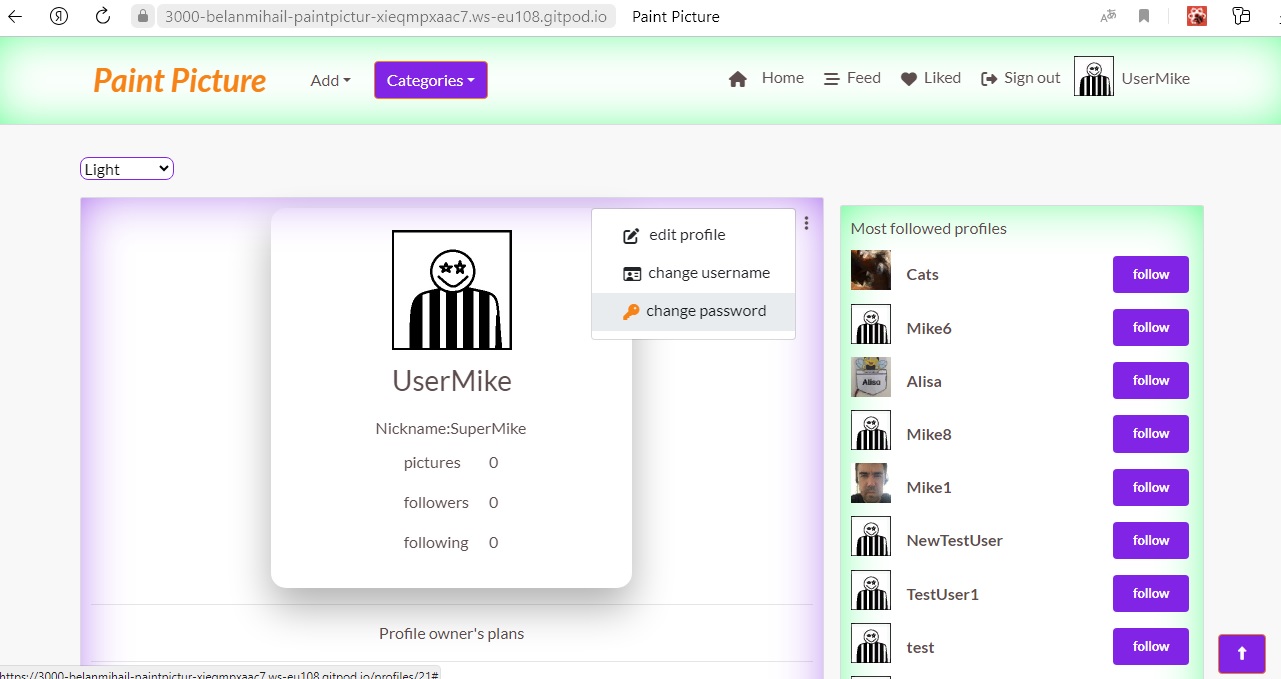 3000-belanmihail-paintpictur-xieqmpxaac7.ws-eu108.gitpod.io Paint Picture
Paint Picture Add Categories Home Feed Liked Sign out UserMike
Light
edit profile
change username
change password
UserMike
Nickname:SuperMike
pictures 0
followers 0
following 0
Profile owner's plans
Most followed profiles
Cats follow
Mike6 follow
Alisa follow
Mike8 follow
Mike1 follow
NewTestUser follow
TestUser1 follow
test follow
https://3000-belanmihail-paintpictur-xieqmpxaac7.ws-eu108.gitpod.io/profiles/21#